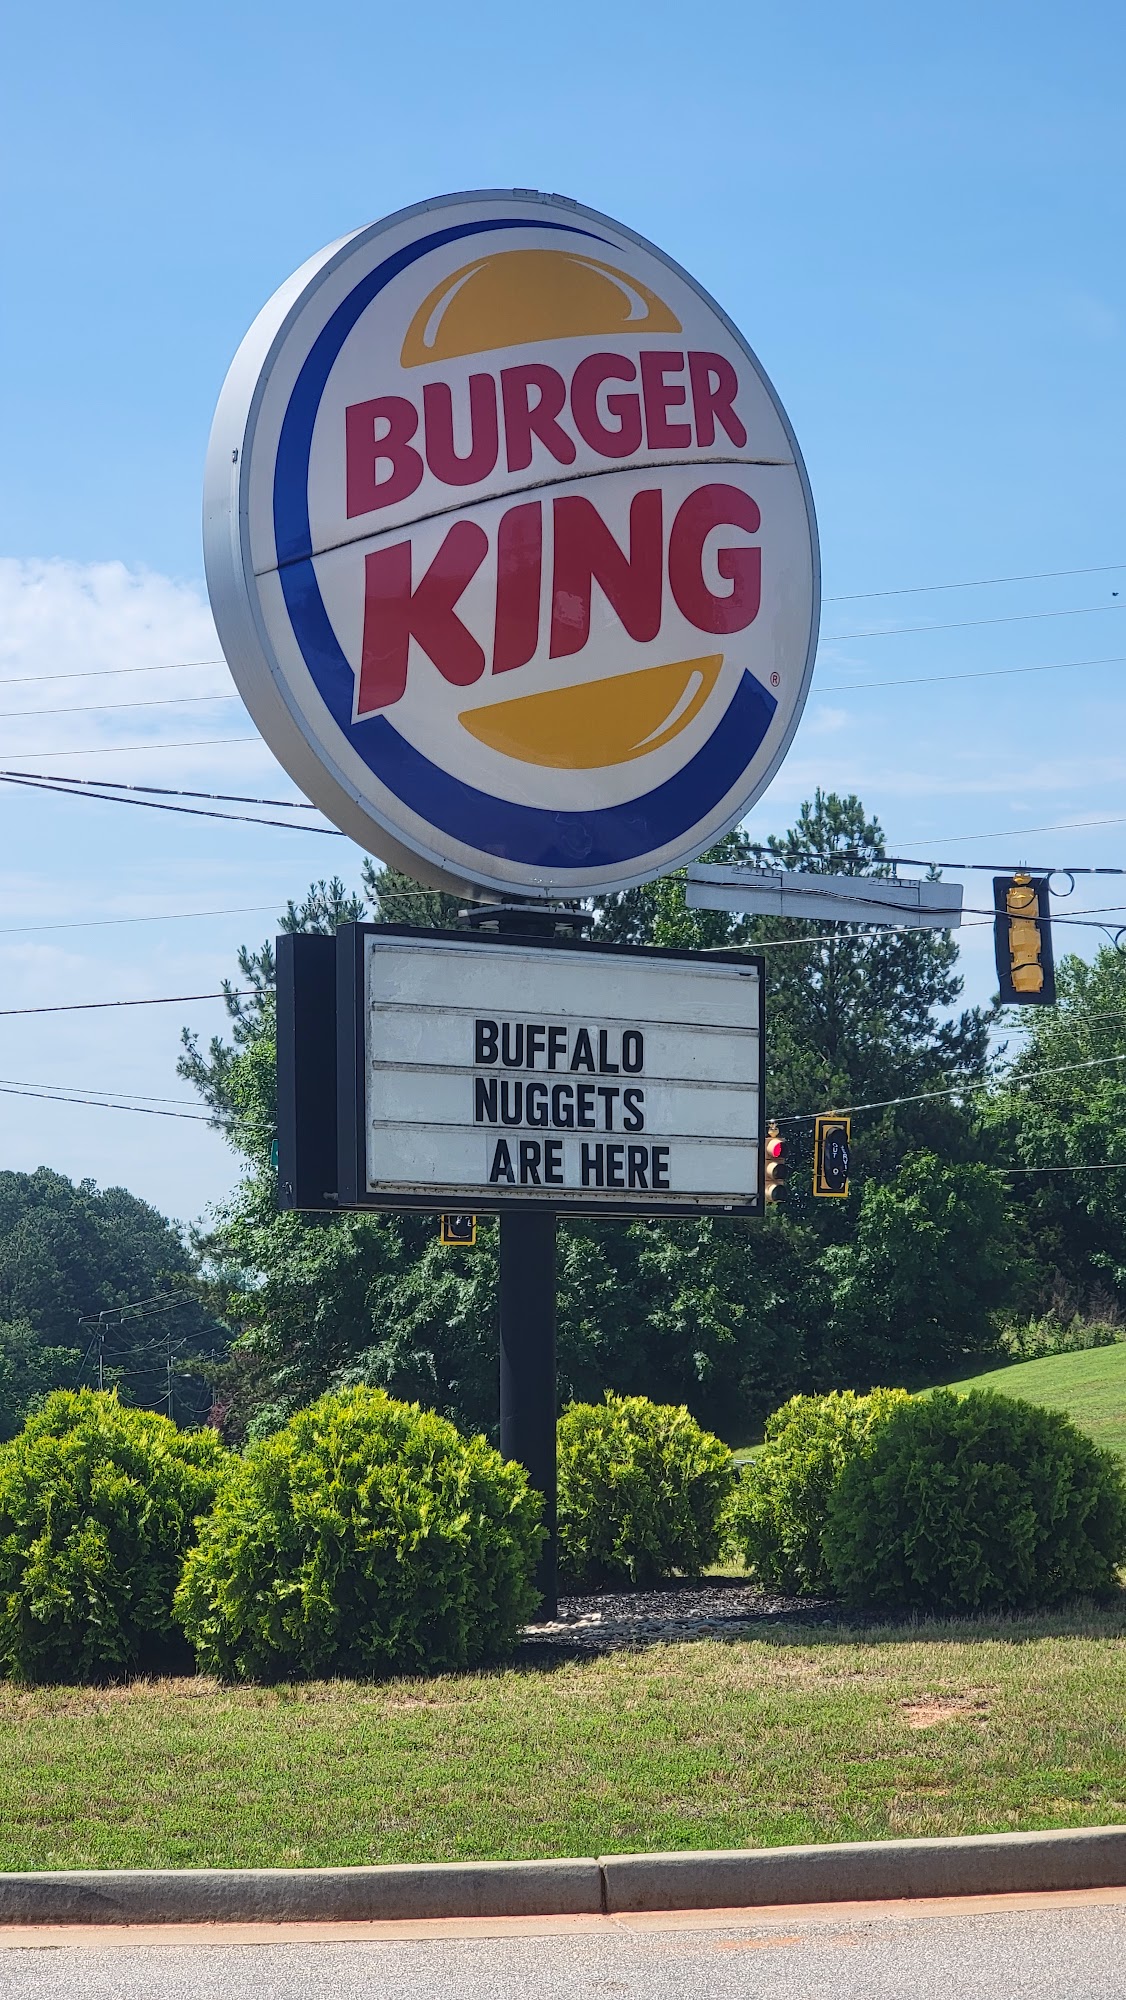 BURGER
KING
®
BUFFALO
NUGGETS
ARE HERE